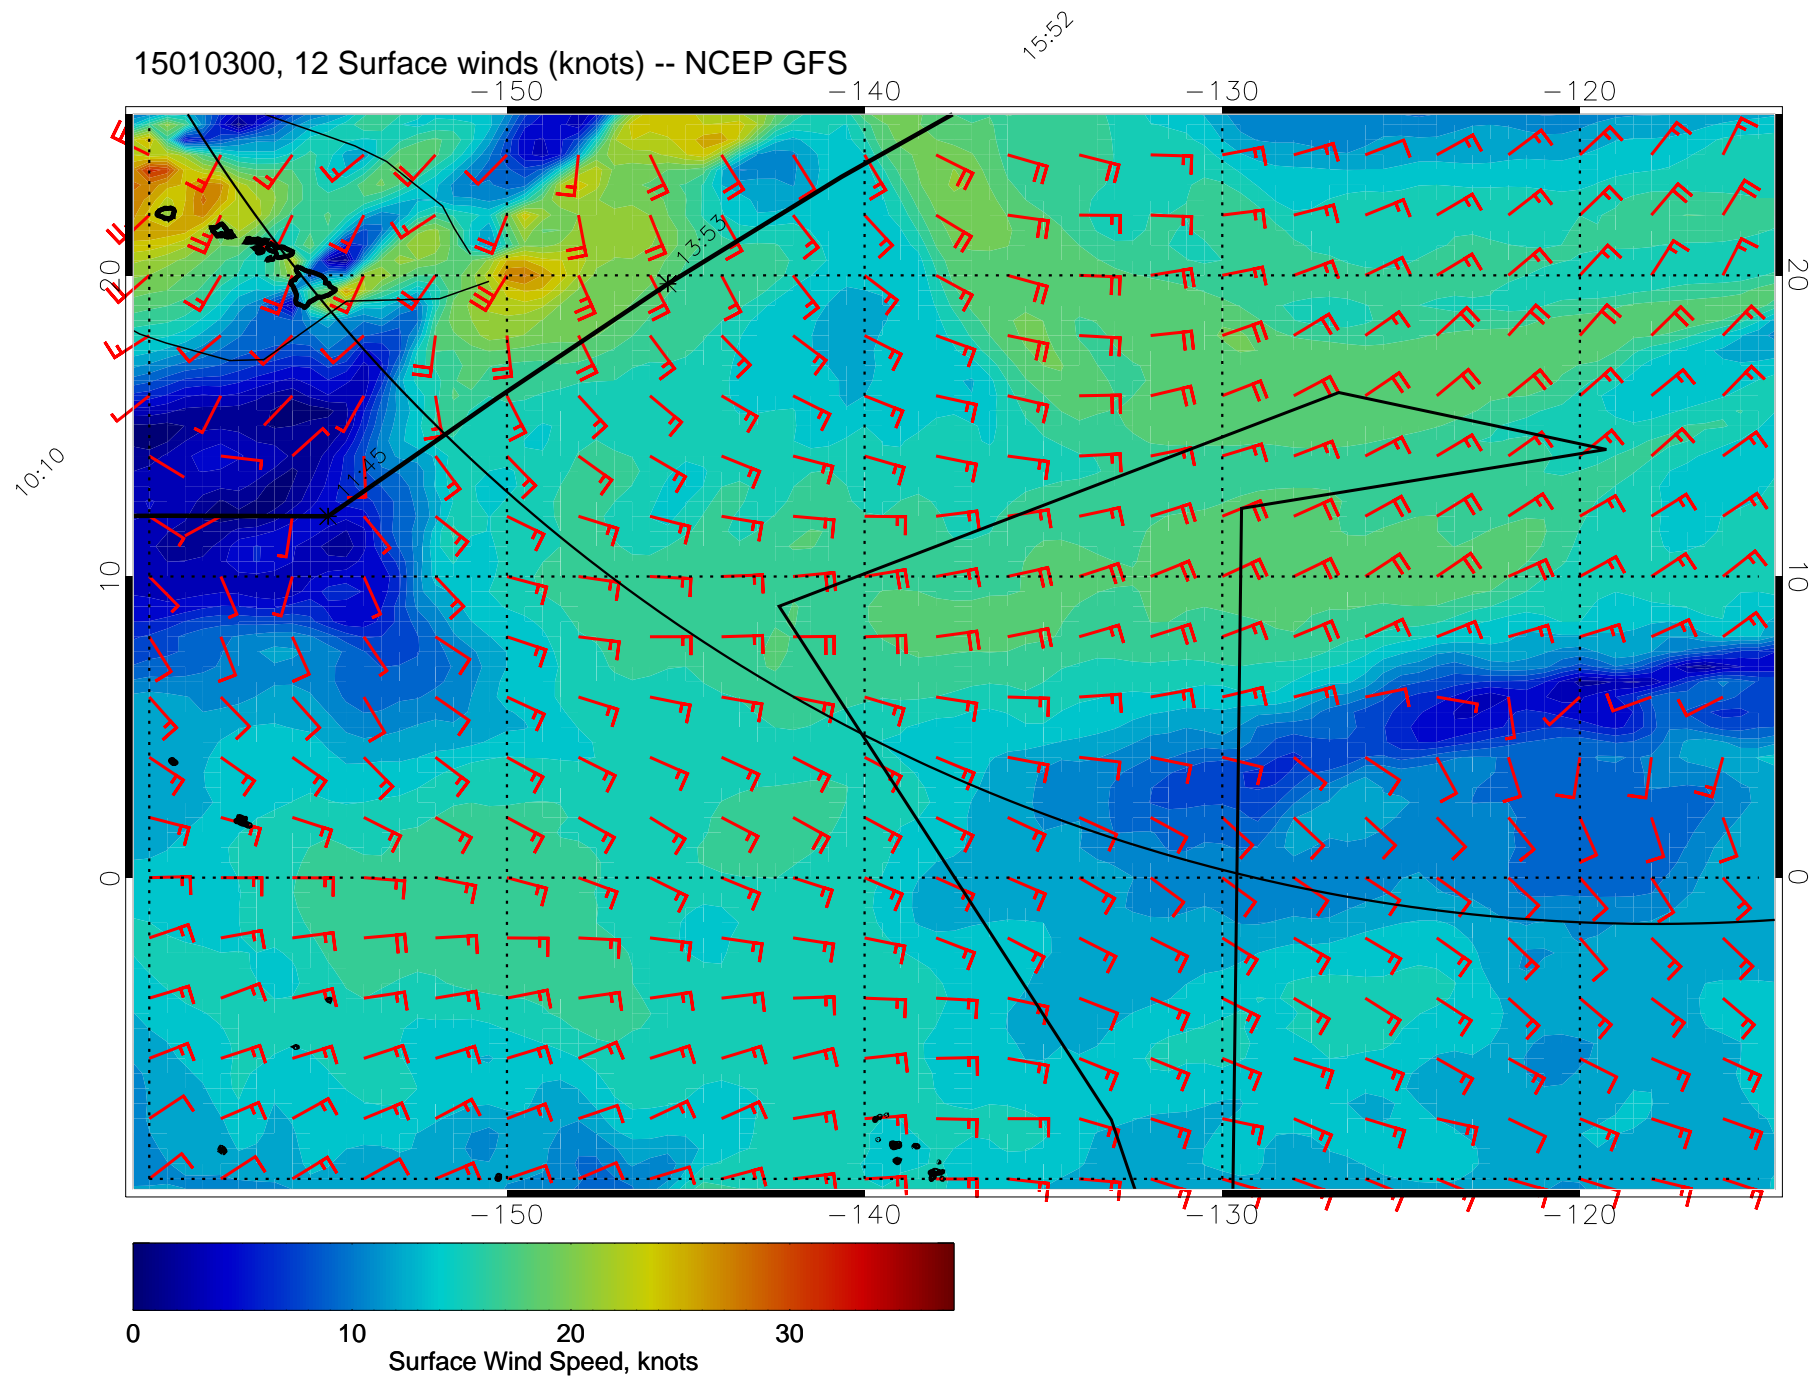 15:52
15010300, 12 Surface winds (knots) -- NCEP GFS
−150 −140 −130 −120
13:53
20 20
11:45
10:10
10 10
0 0
−150 −140 −130 −120
0 10 20 30
Surface Wind Speed, knots